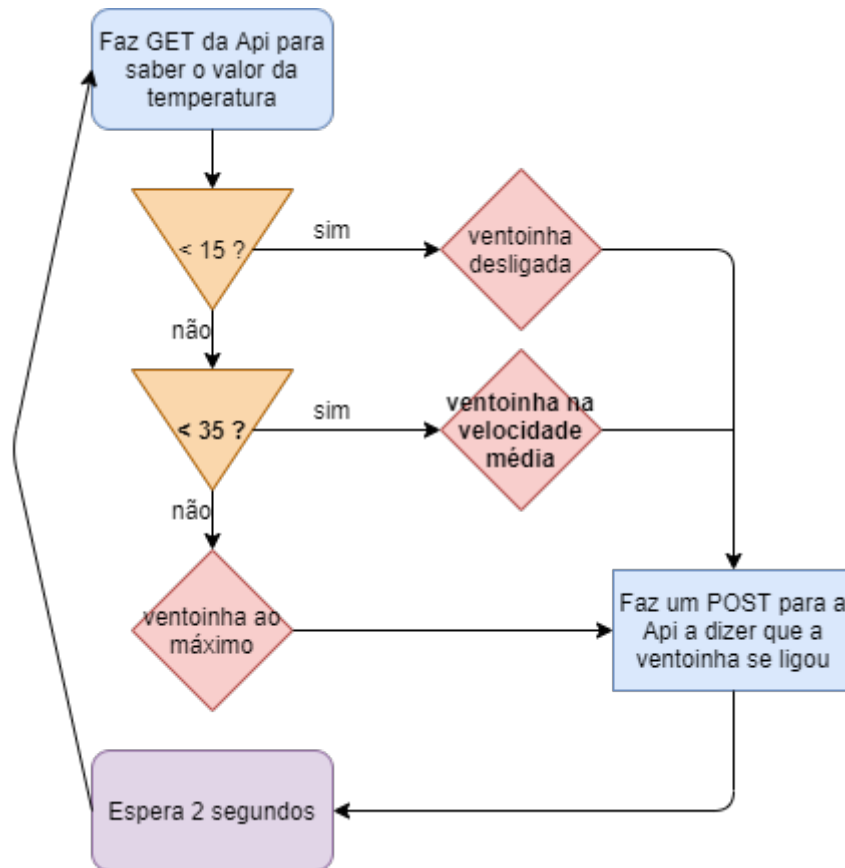 Faz GET da Api para
saber o valor da
temperatura
< 15 ?
sim
ventoinha
desligada
não
< 35 ?
sim
ventoinha na
velocidade
média
não
ventoinha ao
máximo
Faz um POST para a
Api a dizer que a
ventoinha se ligou
Espera 2 segundos